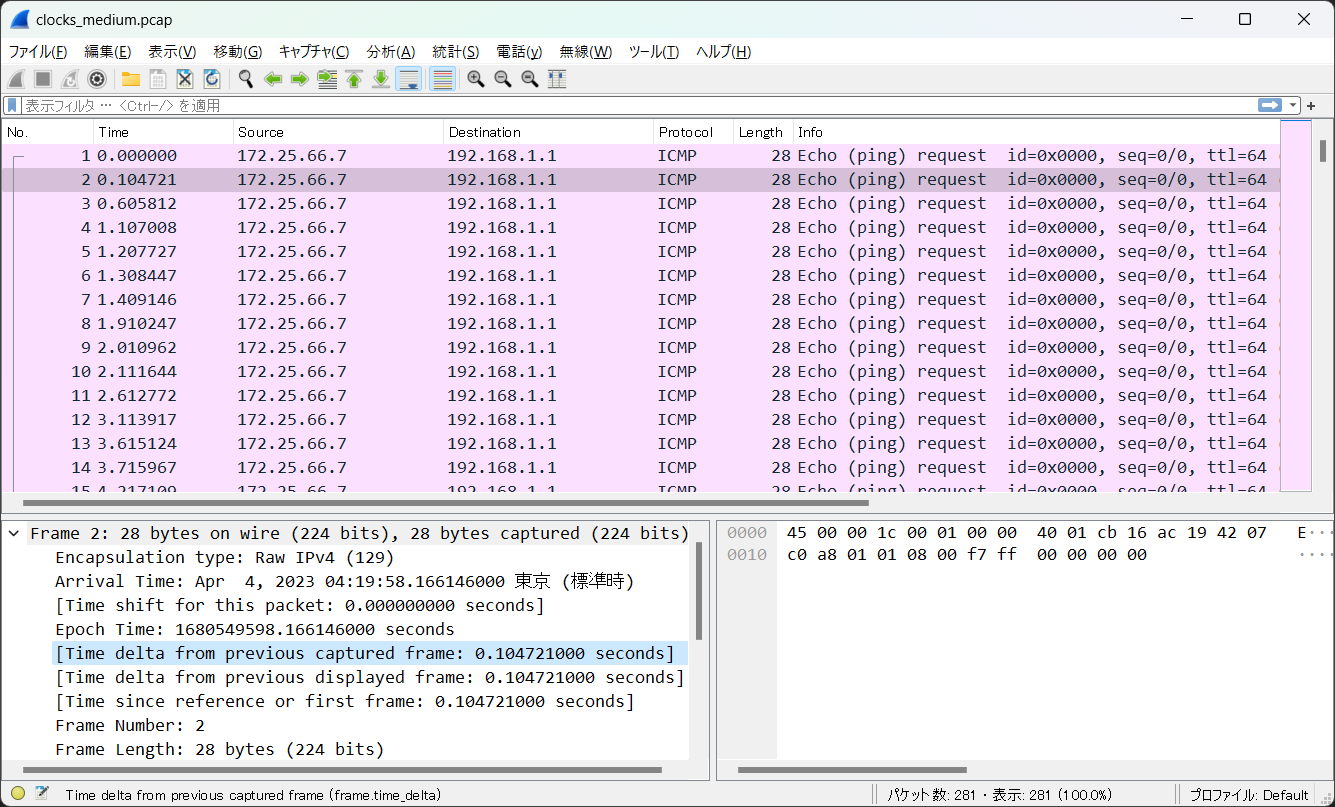 clocks_medium.pcap
ファイル(F) 編集(E) 表示(V) 移動(G) キャプチャ(C) 分析(A) 統計(S) 電話(y) 無線(W) ツール(T) ヘルプ(H)
表示フィルタ … <Ctrl-/> を適用
No. Time Source Destination Protocol Length Info
1 0.000000 172.25.66.7 192.168.1.1 ICMP 28 Echo (ping) request id=0x0000, seq=0/0, ttl=64
2 0.104721 172.25.66.7 192.168.1.1 ICMP 28 Echo (ping) request id=0x0000, seq=0/0, ttl=64
3 0.605812 172.25.66.7 192.168.1.1 ICMP 28 Echo (ping) request id=0x0000, seq=0/0, ttl=64
4 1.107008 172.25.66.7 192.168.1.1 ICMP 28 Echo (ping) request id=0x0000, seq=0/0, ttl=64
5 1.207727 172.25.66.7 192.168.1.1 ICMP 28 Echo (ping) request id=0x0000, seq=0/0, ttl=64
6 1.308447 172.25.66.7 192.168.1.1 ICMP 28 Echo (ping) request id=0x0000, seq=0/0, ttl=64
7 1.409146 172.25.66.7 192.168.1.1 ICMP 28 Echo (ping) request id=0x0000, seq=0/0, ttl=64
8 1.910247 172.25.66.7 192.168.1.1 ICMP 28 Echo (ping) request id=0x0000, seq=0/0, ttl=64
9 2.010962 172.25.66.7 192.168.1.1 ICMP 28 Echo (ping) request id=0x0000, seq=0/0, ttl=64
10 2.111644 172.25.66.7 192.168.1.1 ICMP 28 Echo (ping) request id=0x0000, seq=0/0, ttl=64
11 2.612772 172.25.66.7 192.168.1.1 ICMP 28 Echo (ping) request id=0x0000, seq=0/0, ttl=64
12 3.113917 172.25.66.7 192.168.1.1 ICMP 28 Echo (ping) request id=0x0000, seq=0/0, ttl=64
13 3.615124 172.25.66.7 192.168.1.1 ICMP 28 Echo (ping) request id=0x0000, seq=0/0, ttl=64
14 3.715967 172.25.66.7 192.168.1.1 ICMP 28 Echo (ping) request id=0x0000, seq=0/0, ttl=64
15 4.217109 172.25.66.7 192.168.1.1 ICMP 28 Echo (ping) request id=0x0000, seq=0/0, ttl=64
Frame 2: 28 bytes on wire (224 bits), 28 bytes captured (224 bits)
Encapsulation type: Raw IPv4 (129)
Arrival Time: Apr  4, 2023 04:19:58.166146000 東京 (標準時)
[Time shift for this packet: 0.000000000 seconds]
Epoch Time: 1680549598.166146000 seconds
[Time delta from previous captured frame: 0.104721000 seconds]
[Time delta from previous displayed frame: 0.104721000 seconds]
[Time since reference or first frame: 0.104721000 seconds]
Frame Number: 2
Frame Length: 28 bytes (224 bits)
0000 45 00 00 1c 00 01 00 00 40 01 cb 16 ac 19 42 07 E···
0010 c0 a8 01 01 08 00 f7 ff 00 00 00 00 ····
Time delta from previous captured frame (frame.time_delta)
パケット数: 281 · 表示: 281 (100.0%)
プロファイル: Default